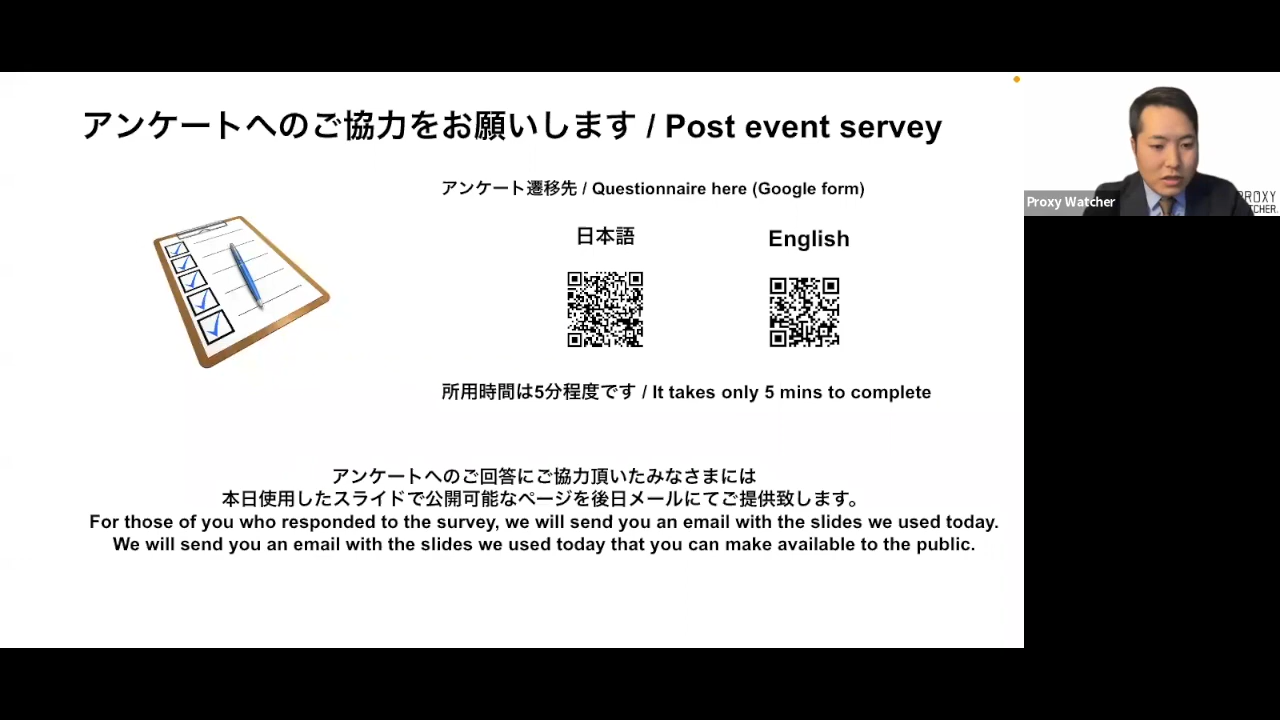 アンケートへのご協力をお願いします / Post event servey
アンケート遷移先 / Questionnaire here (Google form)
日本語
English
所用時間は5分程度です / It takes only 5 mins to complete
アンケートへのご回答にご協力頂いたみなさまには
本日使用したスライドで公開可能なページを後日メールにてご提供致します。
For those of you who responded to the survey, we will send you an email with the slides we used today.
We will send you an email with the slides we used today that you can make available to the public.
Proxy Watcher
PROXY
TCHER